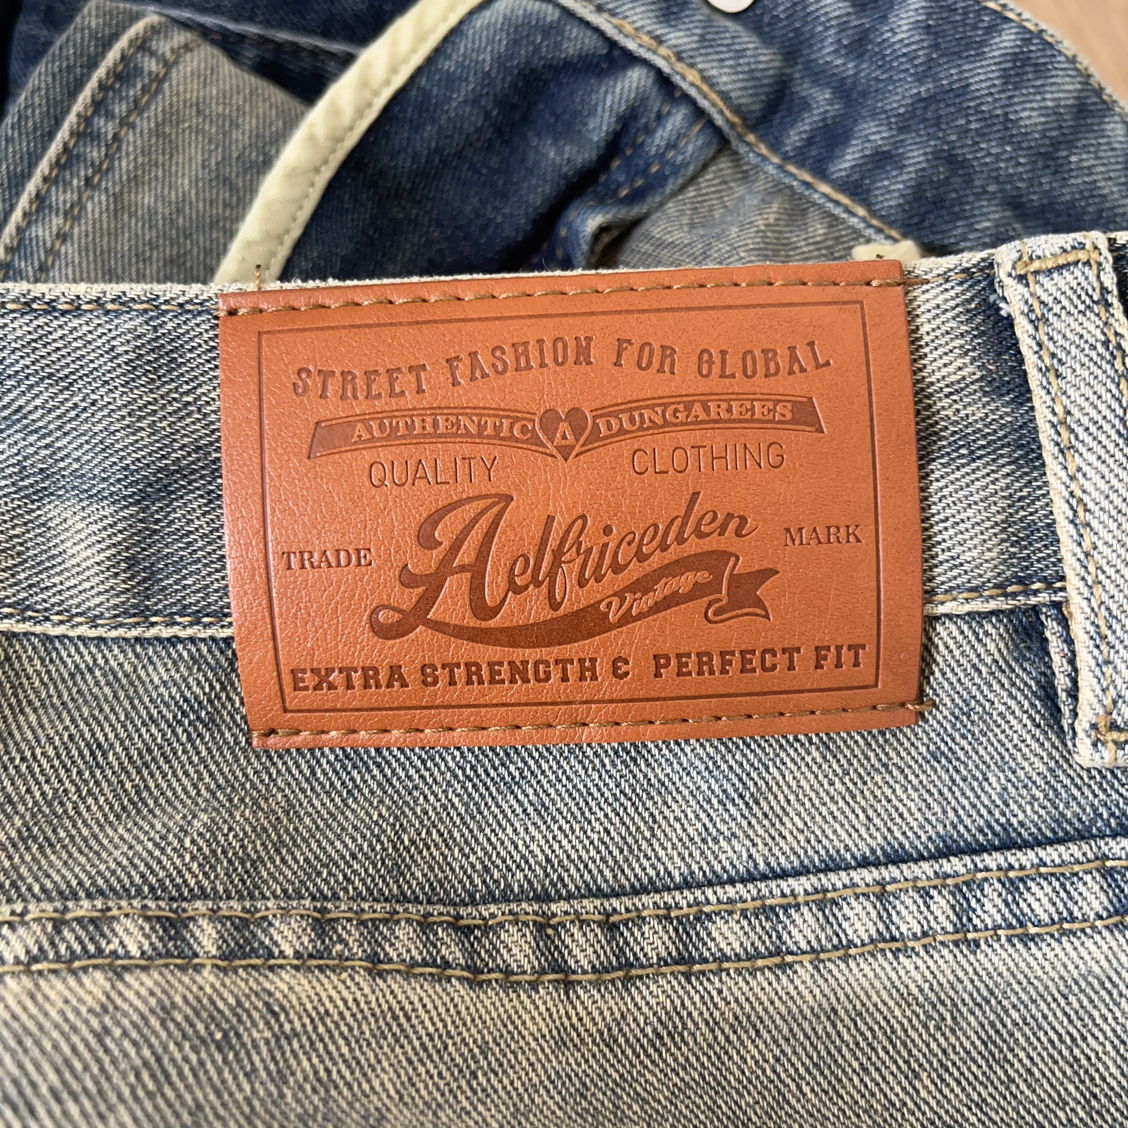 STREET FASHION FOR GLOBAL
AUTHENTIC A DUNGAREES
QUALITY CLOTHING
TRADE Aelfriceden MARK
Vintage
EXTRA STRENGTH & PERFECT FIT